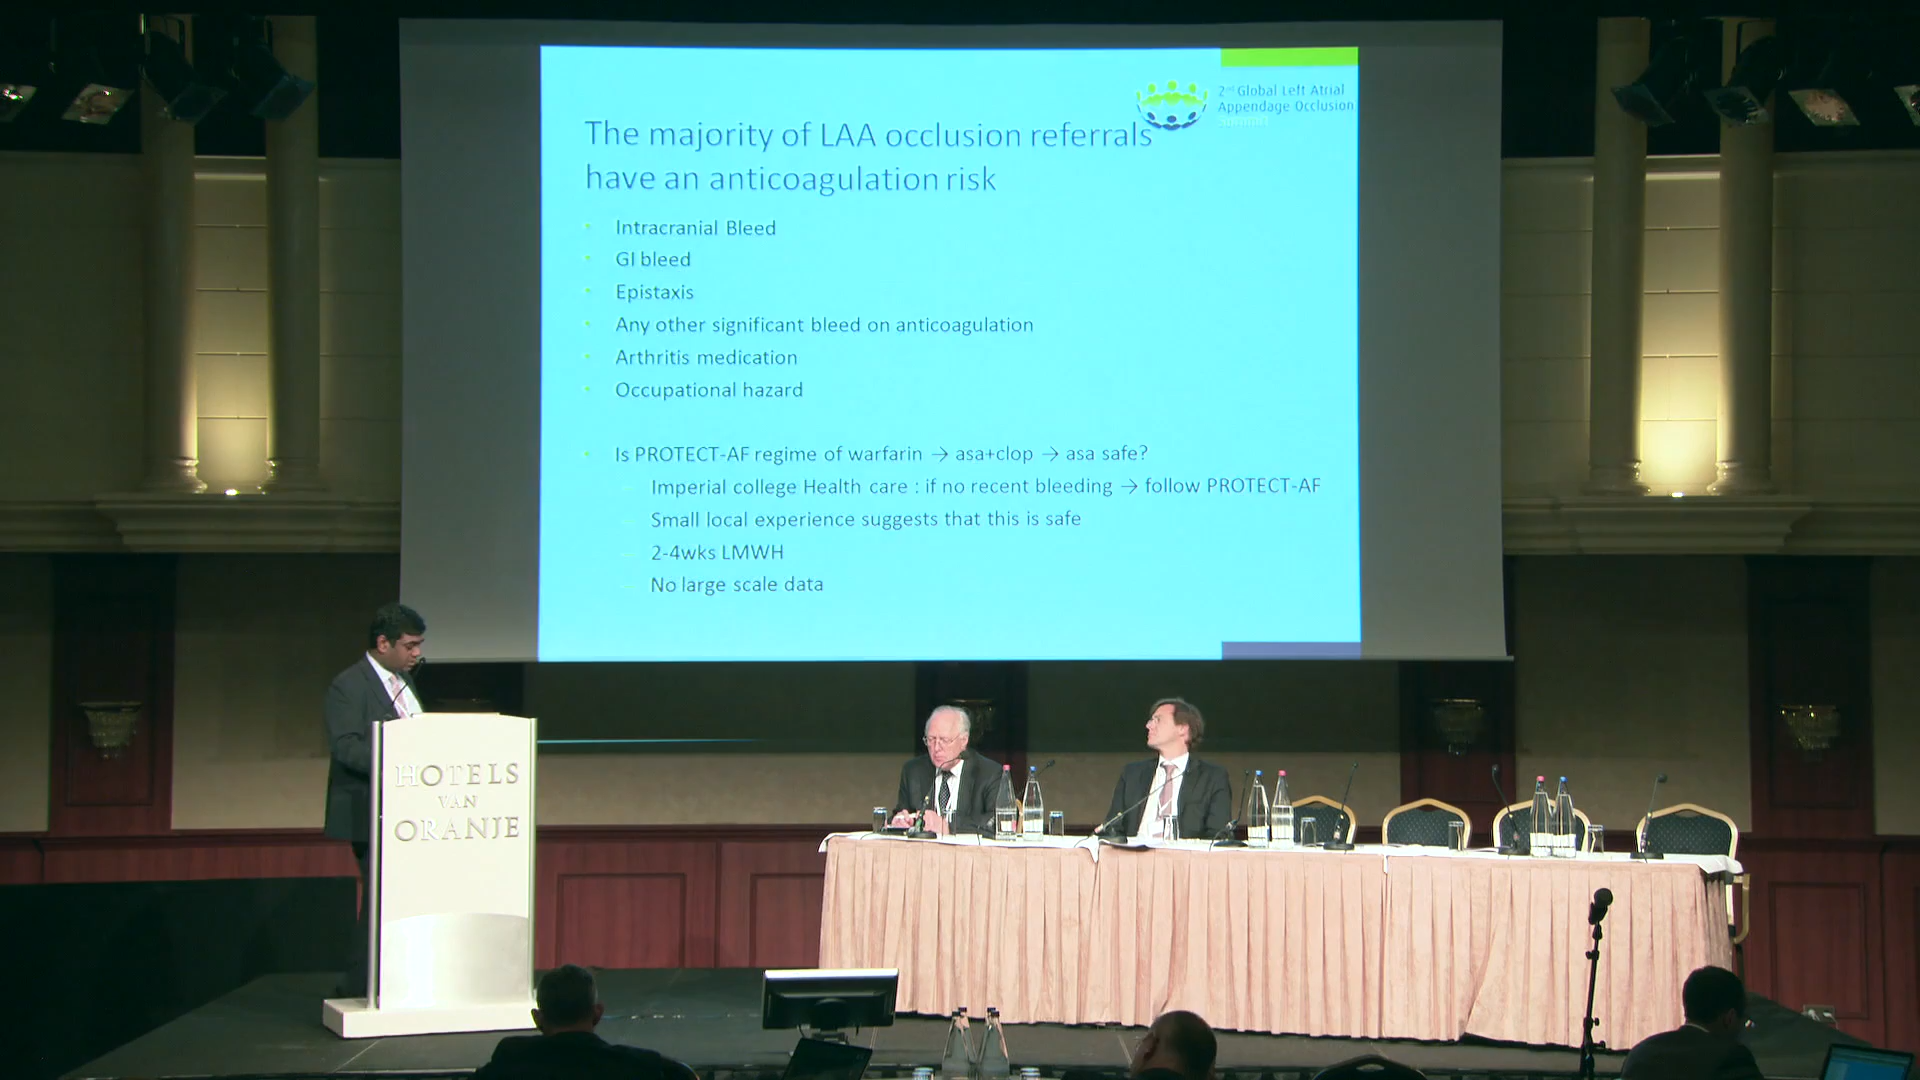 2nd Global Left Atrial
Appendage Occlusion
Summit
The majority of LAA occlusion referrals
have an anticoagulation risk
Intracranial Bleed
GI bleed
Epistaxis
Any other significant bleed on anticoagulation
Arthritis medication
Occupational hazard
Is PROTECT-AF regime of warfarin → asa+clop → asa safe?
Imperial college Health care : if no recent bleeding → follow PROTECT-AF
Small local experience suggests that this is safe
2-4wks LMWH
No large scale data
HOTELS
VAN
ORANJE